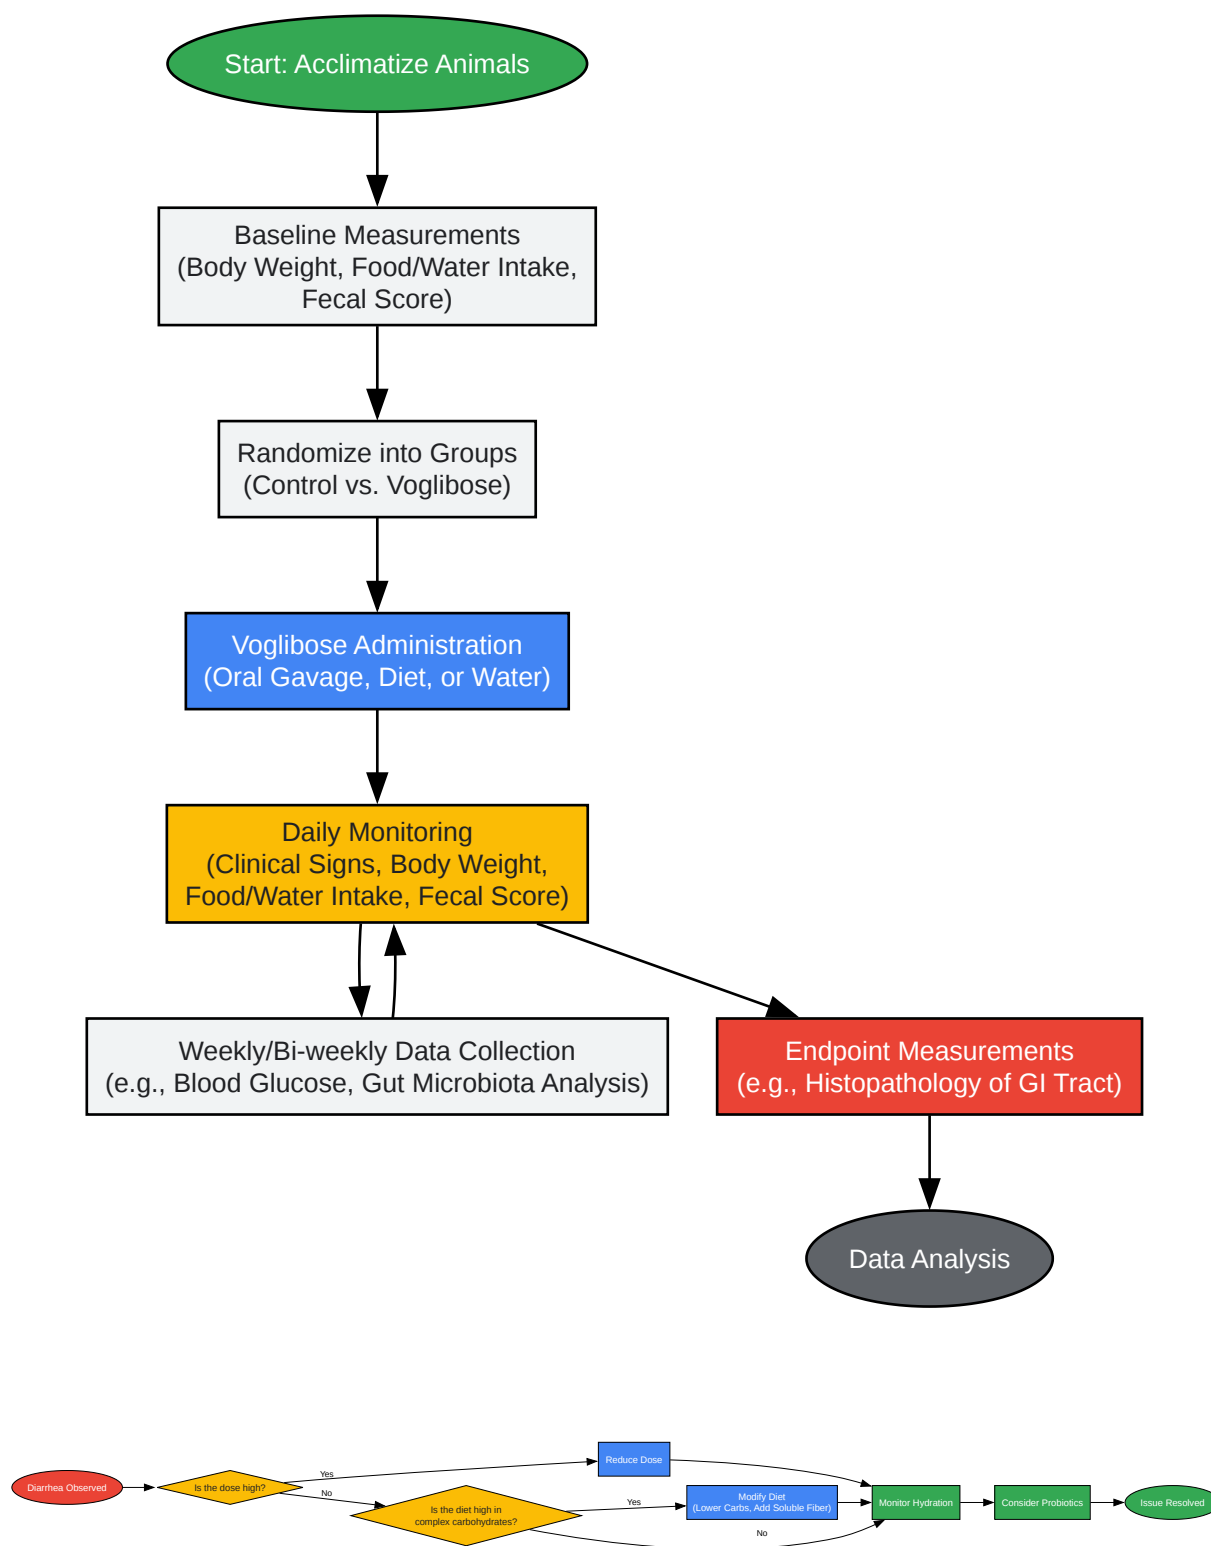 Start: Acclimatize Animals
Baseline Measurements
(Body Weight, Food/Water Intake,
Fecal Score)
Randomize into Groups
(Control vs. Voglibose)
Voglibose Administration
(Oral Gavage, Diet, or Water)
Daily Monitoring
(Clinical Signs, Body Weight,
Food/Water Intake, Fecal Score)
Weekly/Bi-weekly Data Collection
(e.g., Blood Glucose, Gut Microbiota Analysis)
Endpoint Measurements
(e.g., Histopathology of GI Tract)
Data Analysis
Diarrhea Observed
Is the dose high?
Yes
No
Reduce Dose
Is the diet high in
complex carbohydrates?
Yes
No
Modify Diet
(Lower Carbs, Add Soluble Fiber)
Monitor Hydration
Consider Probiotics
Issue Resolved